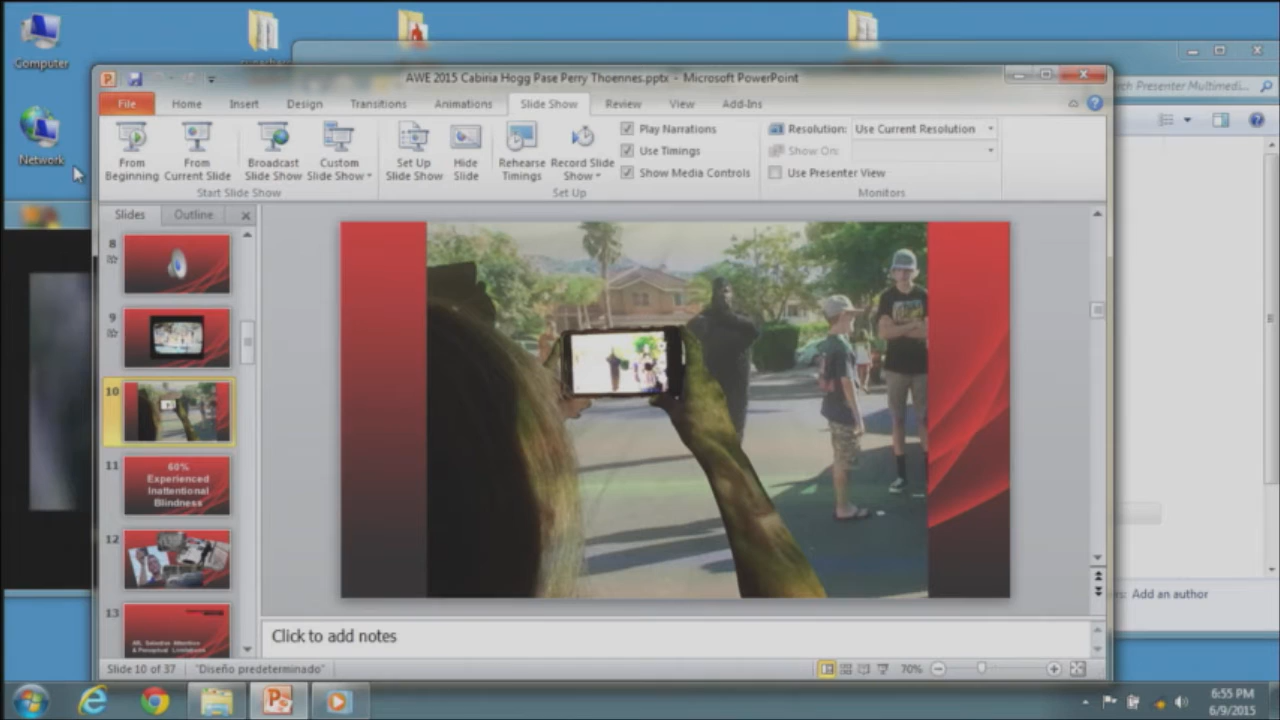 Computer
Network
AWE 2015 Cabiria Hogg Pase Perry Thoennes.pptx - Microsoft PowerPoint
File Home Insert Design Transitions Animations Slide Show Review View Add-Ins
From Beginning
From Current Slide
Broadcast Slide Show
Custom Slide Show
Set Up Slide Show
Hide Slide
Rehearse Timings
Record Slide Show
Play Narrations
Use Timings
Show Media Controls
Resolution: Use Current Resolution
Show On:
Use Presenter View
Start Slide Show
Set Up
Monitors
Presenter Multimedi...
Slides Outline
8
9
10
11
60%
Experienced
Inattentional
Blindness
12
13
Click to add notes
Add an author
Slide 10 of 37
"Diseño predeterminado"
70%
6:55 PM
6/9/2015